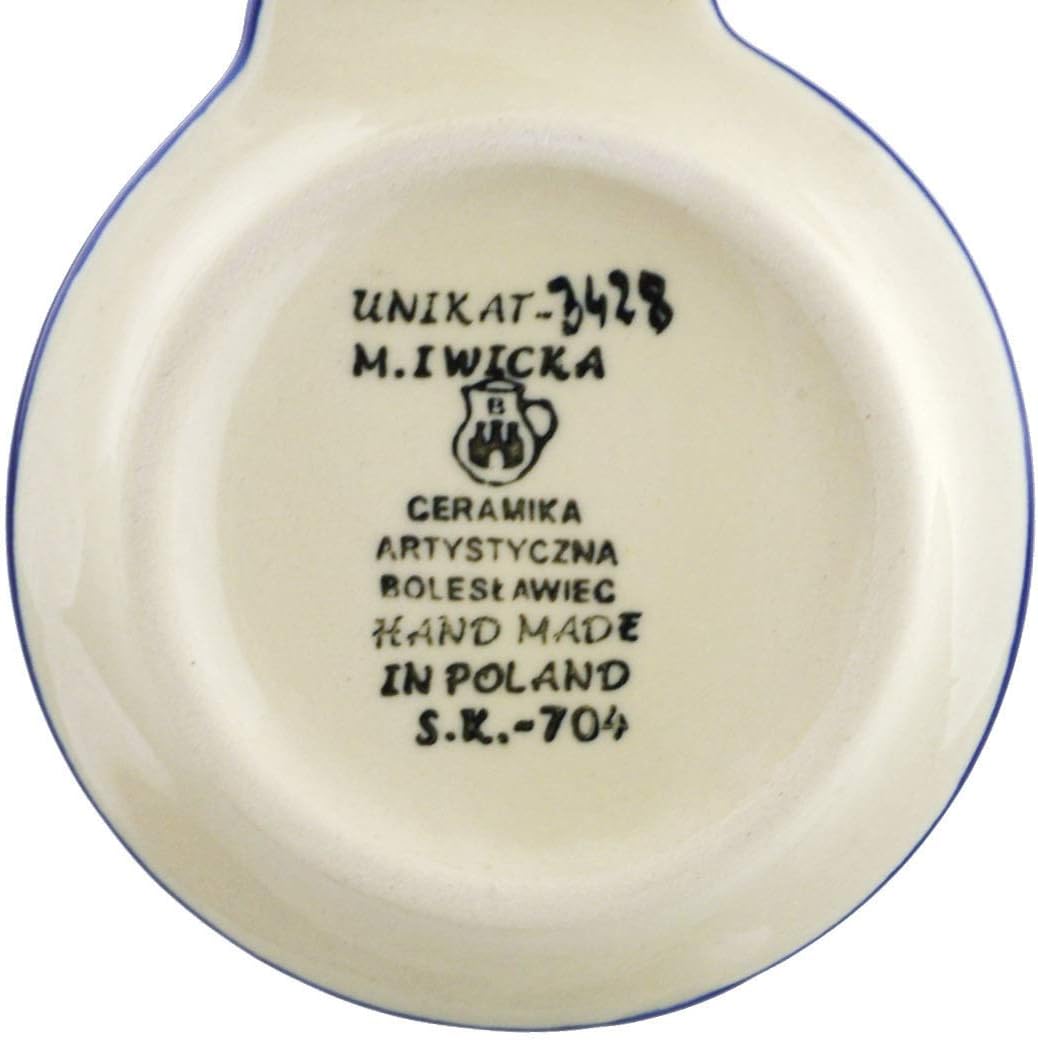 UNIKAT-3428
M.IWICKA
B
CERAMIKA
ARTYSTYCZNA
BOLESŁAWIEC
HAND MADE
IN POLAND
S.K.-704